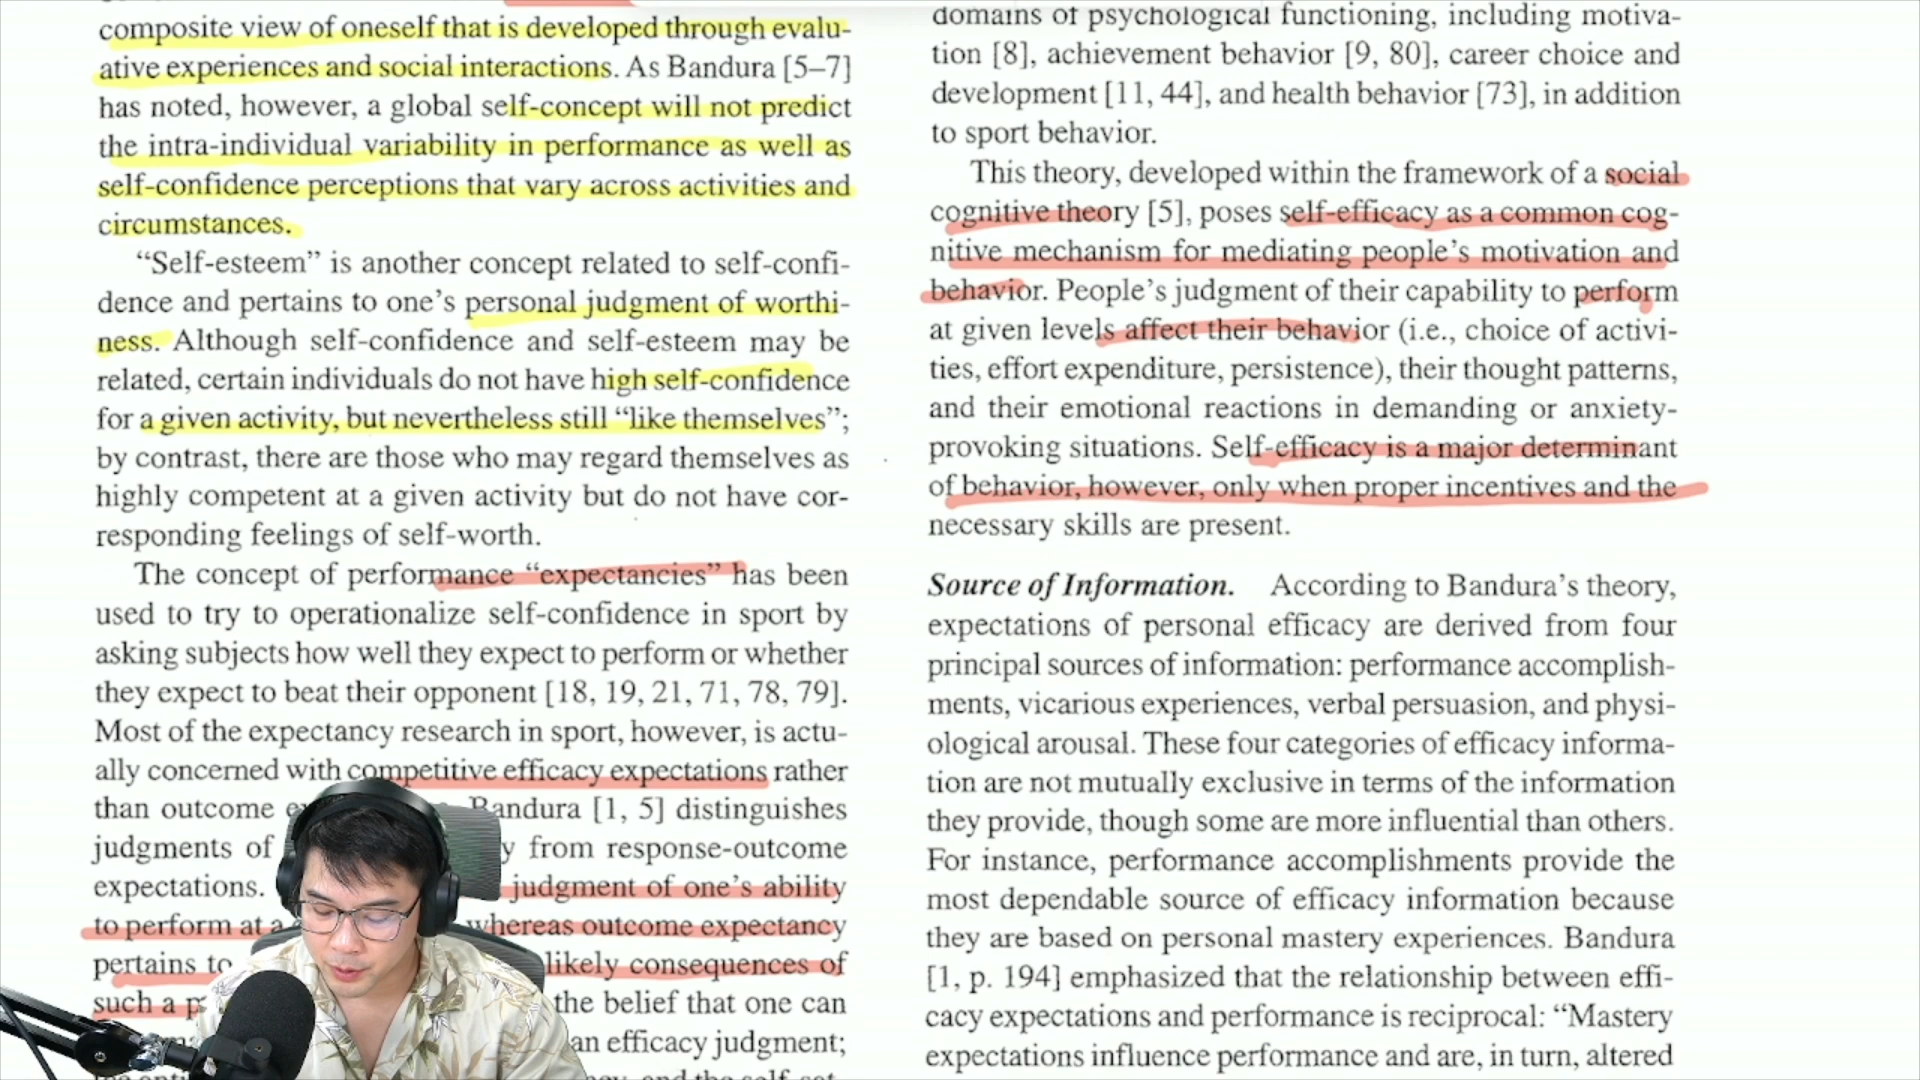 composite view of oneself that is developed through evalu-
ative experiences and social interactions. As Bandura [5–7]
has noted, however, a global self-concept will not predict
the intra-individual variability in performance as well as
self-confidence perceptions that vary across activities and
circumstances.
“Self-esteem” is another concept related to self-confi-
dence and pertains to one’s personal judgment of worthi-
ness. Although self-confidence and self-esteem may be
related, certain individuals do not have high self-confidence
for a given activity, but nevertheless still “like themselves”;
by contrast, there are those who may regard themselves as
highly competent at a given activity but do not have cor-
responding feelings of self-worth.
The concept of performance “expectancies” has been
used to try to operationalize self-confidence in sport by
asking subjects how well they expect to perform or whether
they expect to beat their opponent [18, 19, 21, 71, 78, 79].
Most of the expectancy research in sport, however, is actu-
ally concerned with competitive efficacy expectations rather
than outcome Bandura [1, 5] distinguishes
judgments of from response-outcome
expectations. judgment of one’s ability
to perform at a whereas outcome expectancy
pertains to likely consequences of
such a the belief that one can
an efficacy judgment;
and the
domains of psychological functioning, including motiva-
tion [8], achievement behavior [9, 80], career choice and
development [11, 44], and health behavior [73], in addition
to sport behavior.
This theory, developed within the framework of a social
cognitive theory [5], poses self-efficacy as a common cog-
nitive mechanism for mediating people’s motivation and
behavior. People’s judgment of their capability to perform
at given levels affect their behavior (i.e., choice of activi-
ties, effort expenditure, persistence), their thought patterns,
and their emotional reactions in demanding or anxiety-
provoking situations. Self-efficacy is a major determinant
of behavior, however, only when proper incentives and the
necessary skills are present.
Source of Information. According to Bandura’s theory,
expectations of personal efficacy are derived from four
principal sources of information: performance accomplish-
ments, vicarious experiences, verbal persuasion, and physi-
ological arousal. These four categories of efficacy informa-
tion are not mutually exclusive in terms of the information
they provide, though some are more influential than others.
For instance, performance accomplishments provide the
most dependable source of efficacy information because
they are based on personal mastery experiences. Bandura
[1, p. 194] emphasized that the relationship between effi-
cacy expectations and performance is reciprocal: “Mastery
expectations influence performance and are, in turn, altered